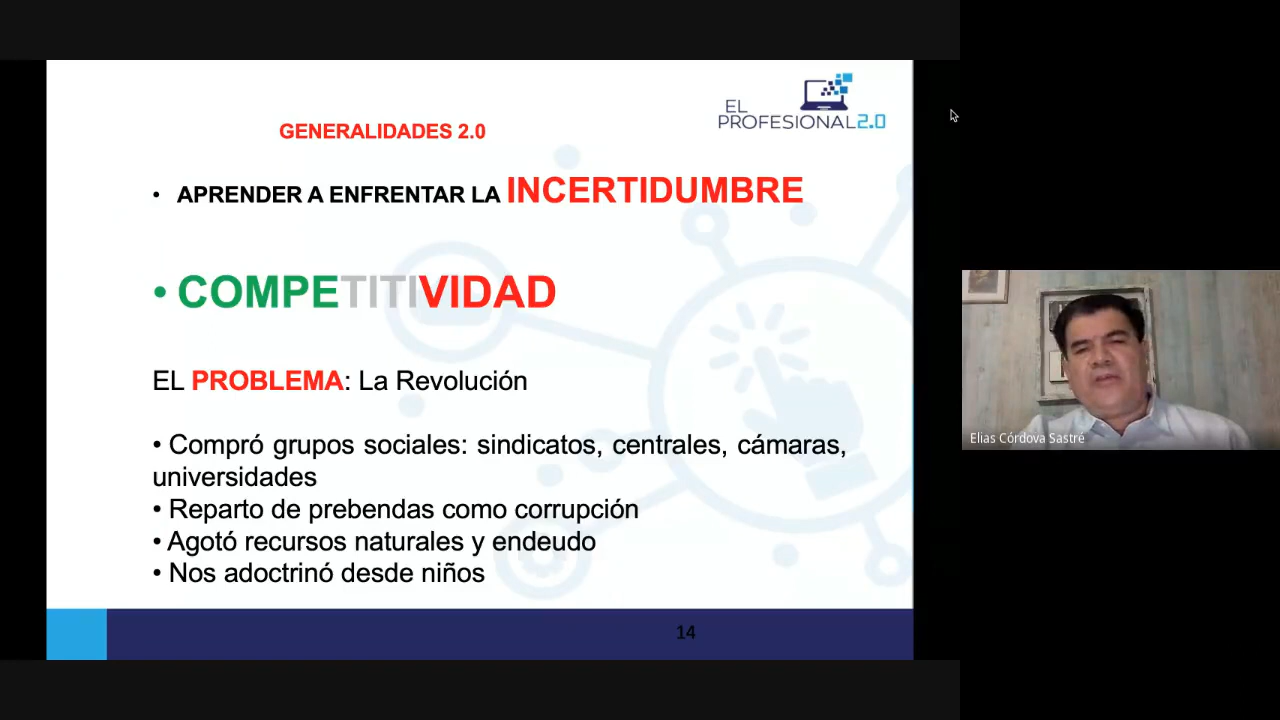 EL
PROFESIONAL2.0
GENERALIDADES 2.0
• APRENDER A ENFRENTAR LA INCERTIDUMBRE
• COMPETITIVIDAD
EL PROBLEMA: La Revolución
• Compró grupos sociales: sindicatos, centrales, cámaras,
universidades
• Reparto de prebendas como corrupción
• Agotó recursos naturales y endeudo
• Nos adoctrinó desde niños
14
Elias Córdova Sastré